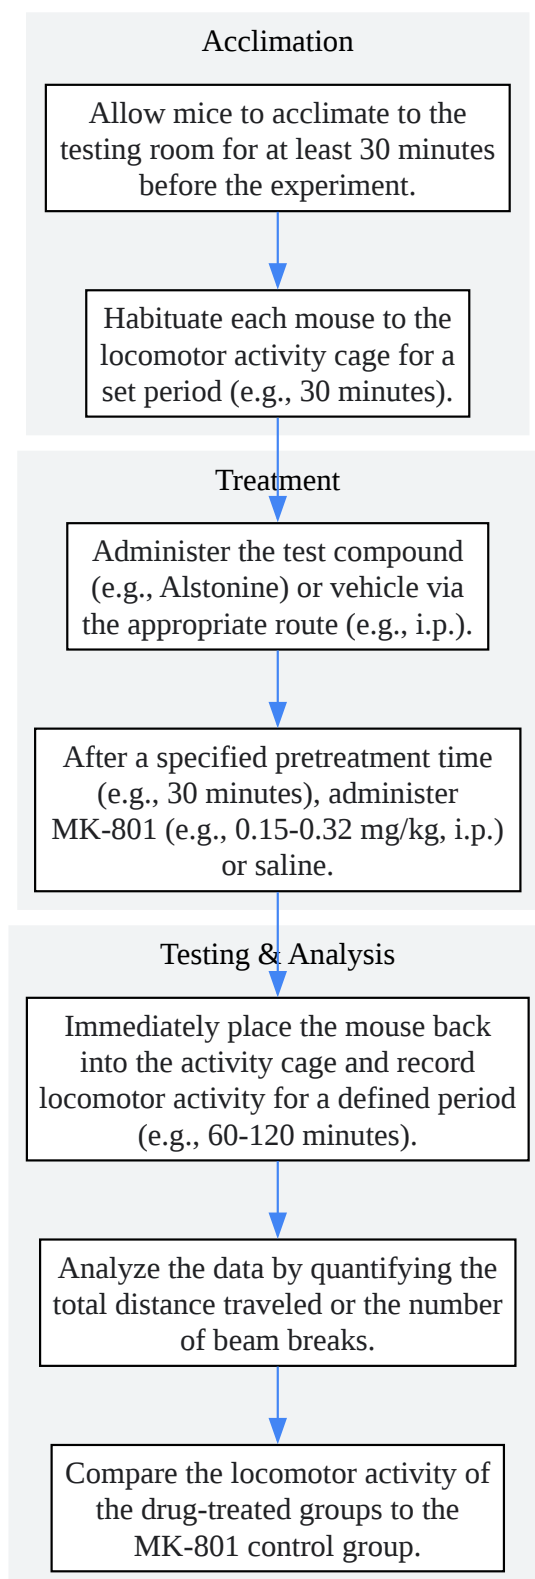 Acclimation
Allow mice to acclimate to the
testing room for at least 30 minutes
before the experiment.
Habituate each mouse to the
locomotor activity cage for a
set period (e.g., 30 minutes).
Treatment
Administer the test compound
(e.g., Alstonine) or vehicle via
the appropriate route (e.g., i.p.).
After a specified pretreatment time
(e.g., 30 minutes), administer
MK-801 (e.g., 0.15-0.32 mg/kg, i.p.)
or saline.
Testing & Analysis
Immediately place the mouse back
into the activity cage and record
locomotor activity for a defined period
(e.g., 60-120 minutes).
Analyze the data by quantifying the
total distance traveled or the number
of beam breaks.
Compare the locomotor activity of
the drug-treated groups to the
MK-801 control group.